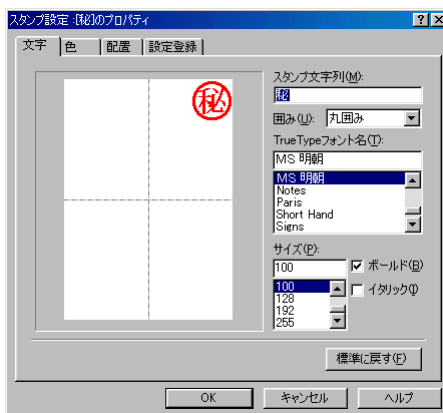 スタンプ設定:[秘]のプロパティ
文字 色 配置 設定登録
秘
スタンプ文字列(M):
秘
囲み(U): 丸囲み
TrueTypeフォント名(T):
MS 明朝
MS 明朝
Notes
Paris
Short Hand
Signs
サイズ(P):
100 ボールド(B)
100 イタリック(I)
128
192
255
標準に戻す(F)
OK キャンセル ヘルプ